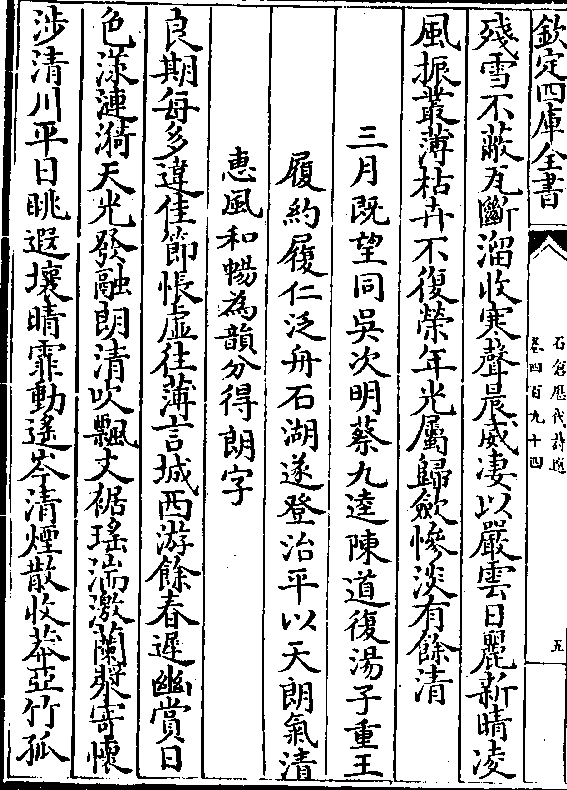 欽定四庫全書
石倉歷代詩選
卷四百九十四
五
殘雪不蔽瓦斷溜收寒聲晨威凄以嚴雲日麗新晴凌
風振叢薄枯卉不復榮年光屬歸斂慘淡有餘清
三月既望同吳次明蔡九逵陳道復湯子重王
履約履仁泛舟石湖遂登治平以天朗氣清
惠風和暢為韻分得朗字
良期每多違佳節悵虛往薄言城西游餘春遲幽賞日
色漾漣漪天光發融朗清吹飄丈裾瑤湍激蘭槳寄懷
涉清川平日眺遐壤晴霏動遙岑清煙散收莽亞竹孤